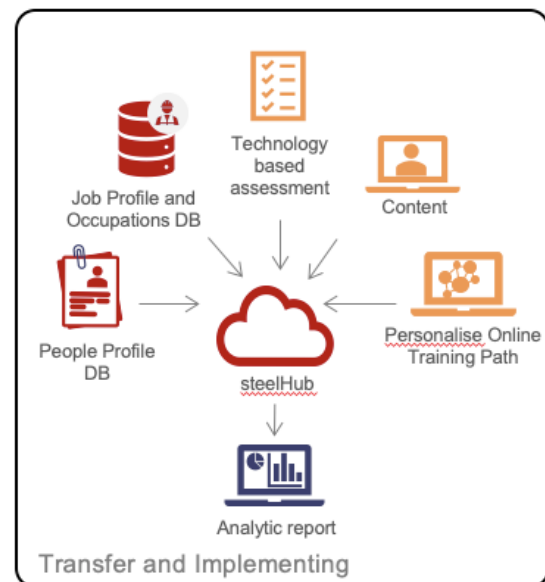 Technology
based
assessment
Job Profile and
Occupations DB
Content
People Profile
DB
Personalise Online
Training Path
steelHub
Analytic report
Transfer and Implementing